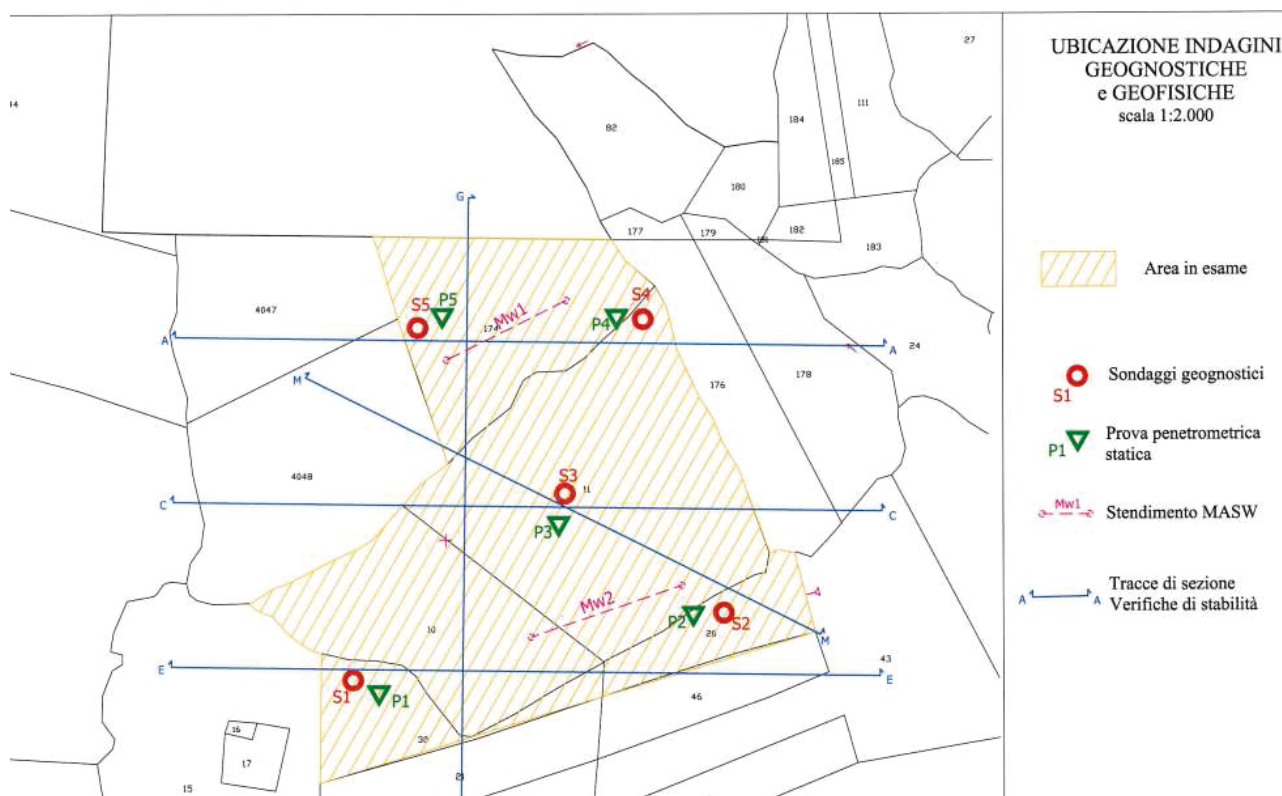 UBICAZIONE INDAGINI
GEOGNOSTICHE
e GEOFISICHE
scala 1:2.000
Area in esame
Sondaggi geognostici
S1
Prova penetrometrica
statica
P1
Mw1
Stendimento MASW
Tracce di sezione
Verifiche di stabilità
A
A
44
27
111
184
82
185
180
G
177
179
182
183
4047
S5
P5
Mw1
174
P4
S4
A
A
24
M
176
178
S3
11
4048
C
C
P3
Mw2
P2
S2
26
M
10
43
E
E
S1
P1
46
30
16
17
21
15